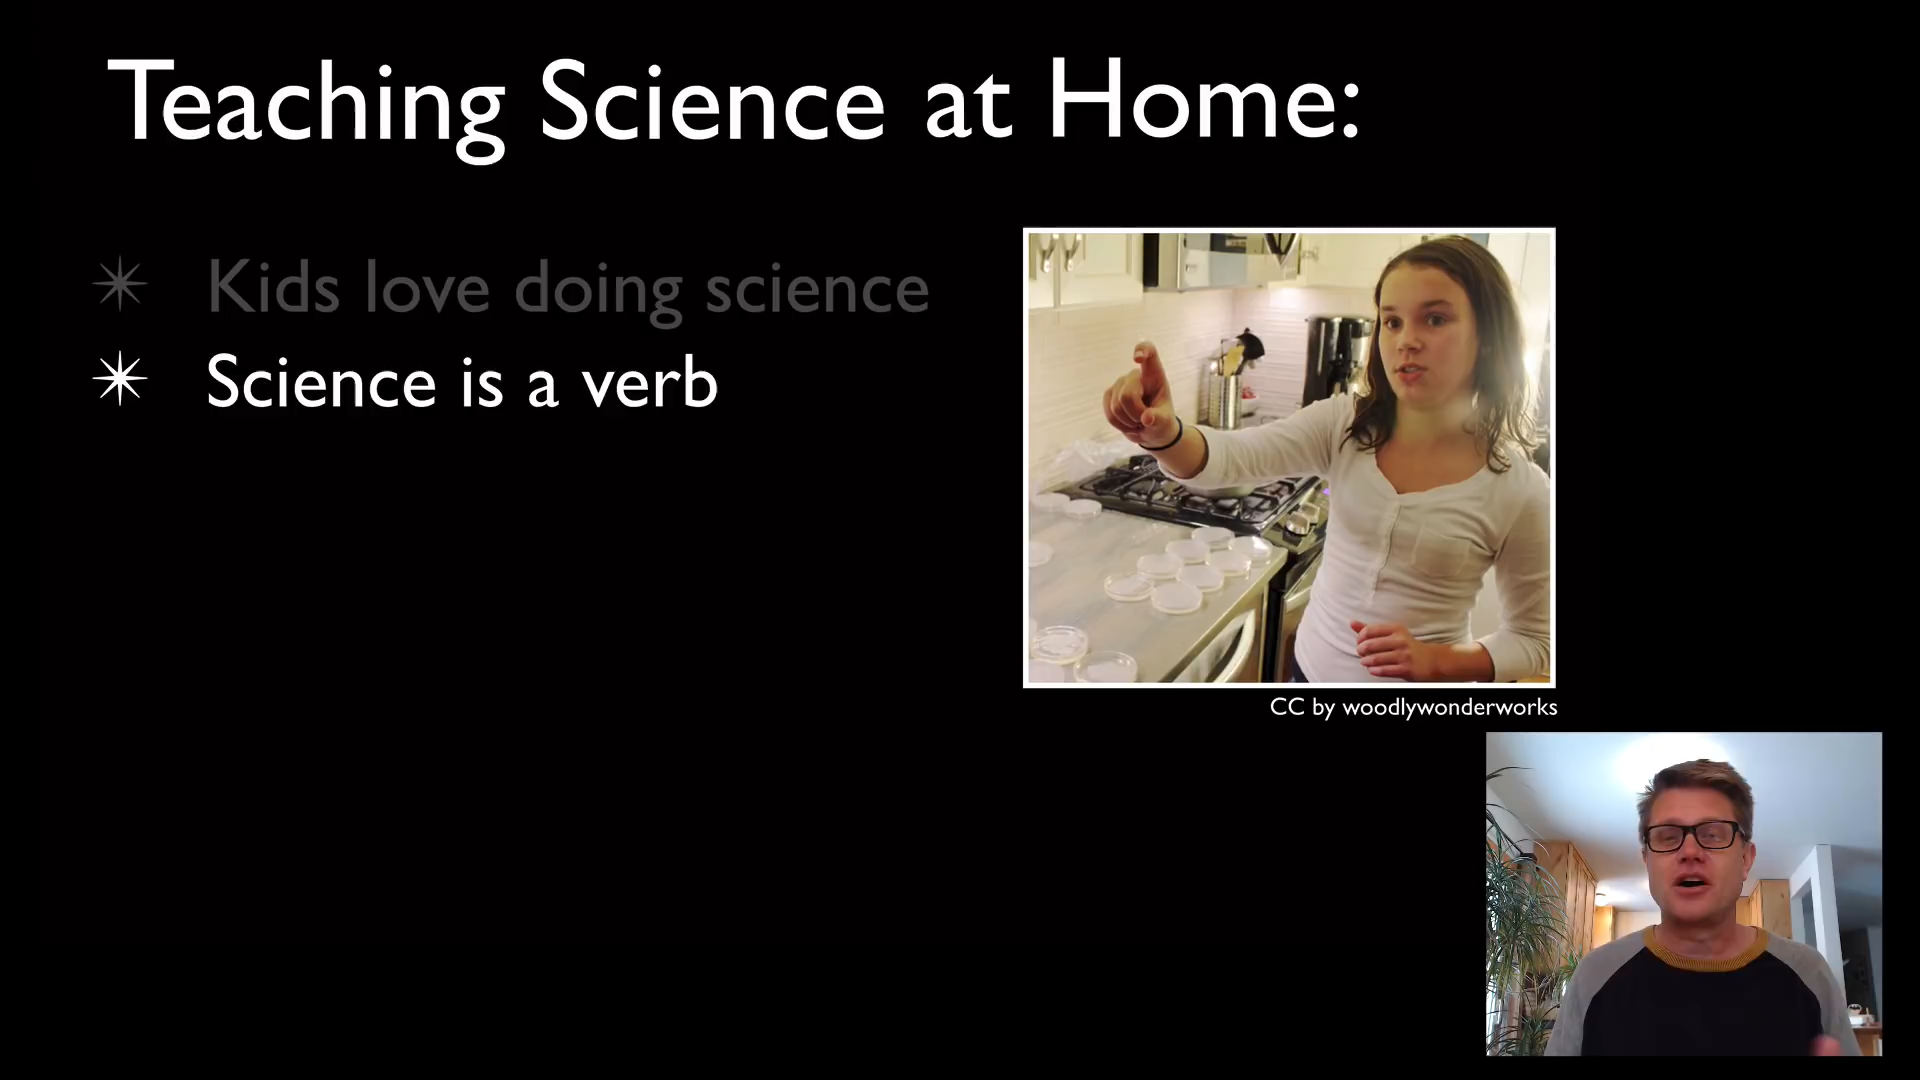 Teaching Science at Home:
Kids love doing science
Science is a verb
CC by woodlywonderworks